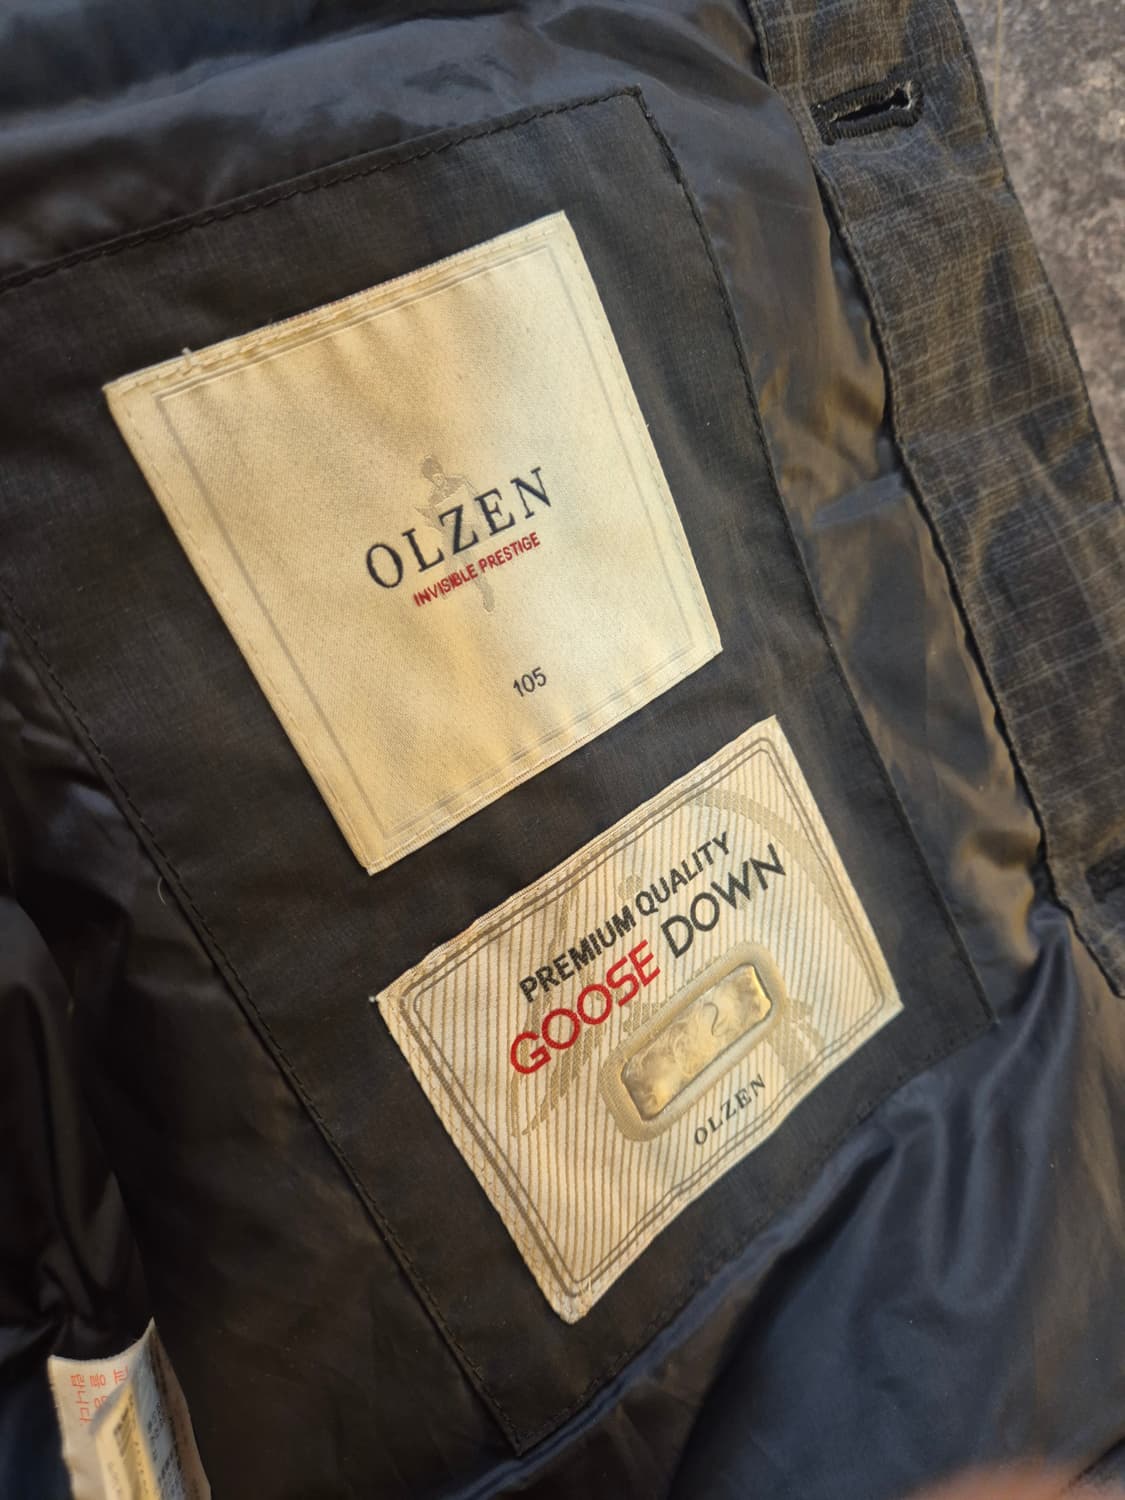 OLZEN
INVISIBLE PRESTIGE
105
PREMIUM QUALITY
GOOSE DOWN
OLZEN